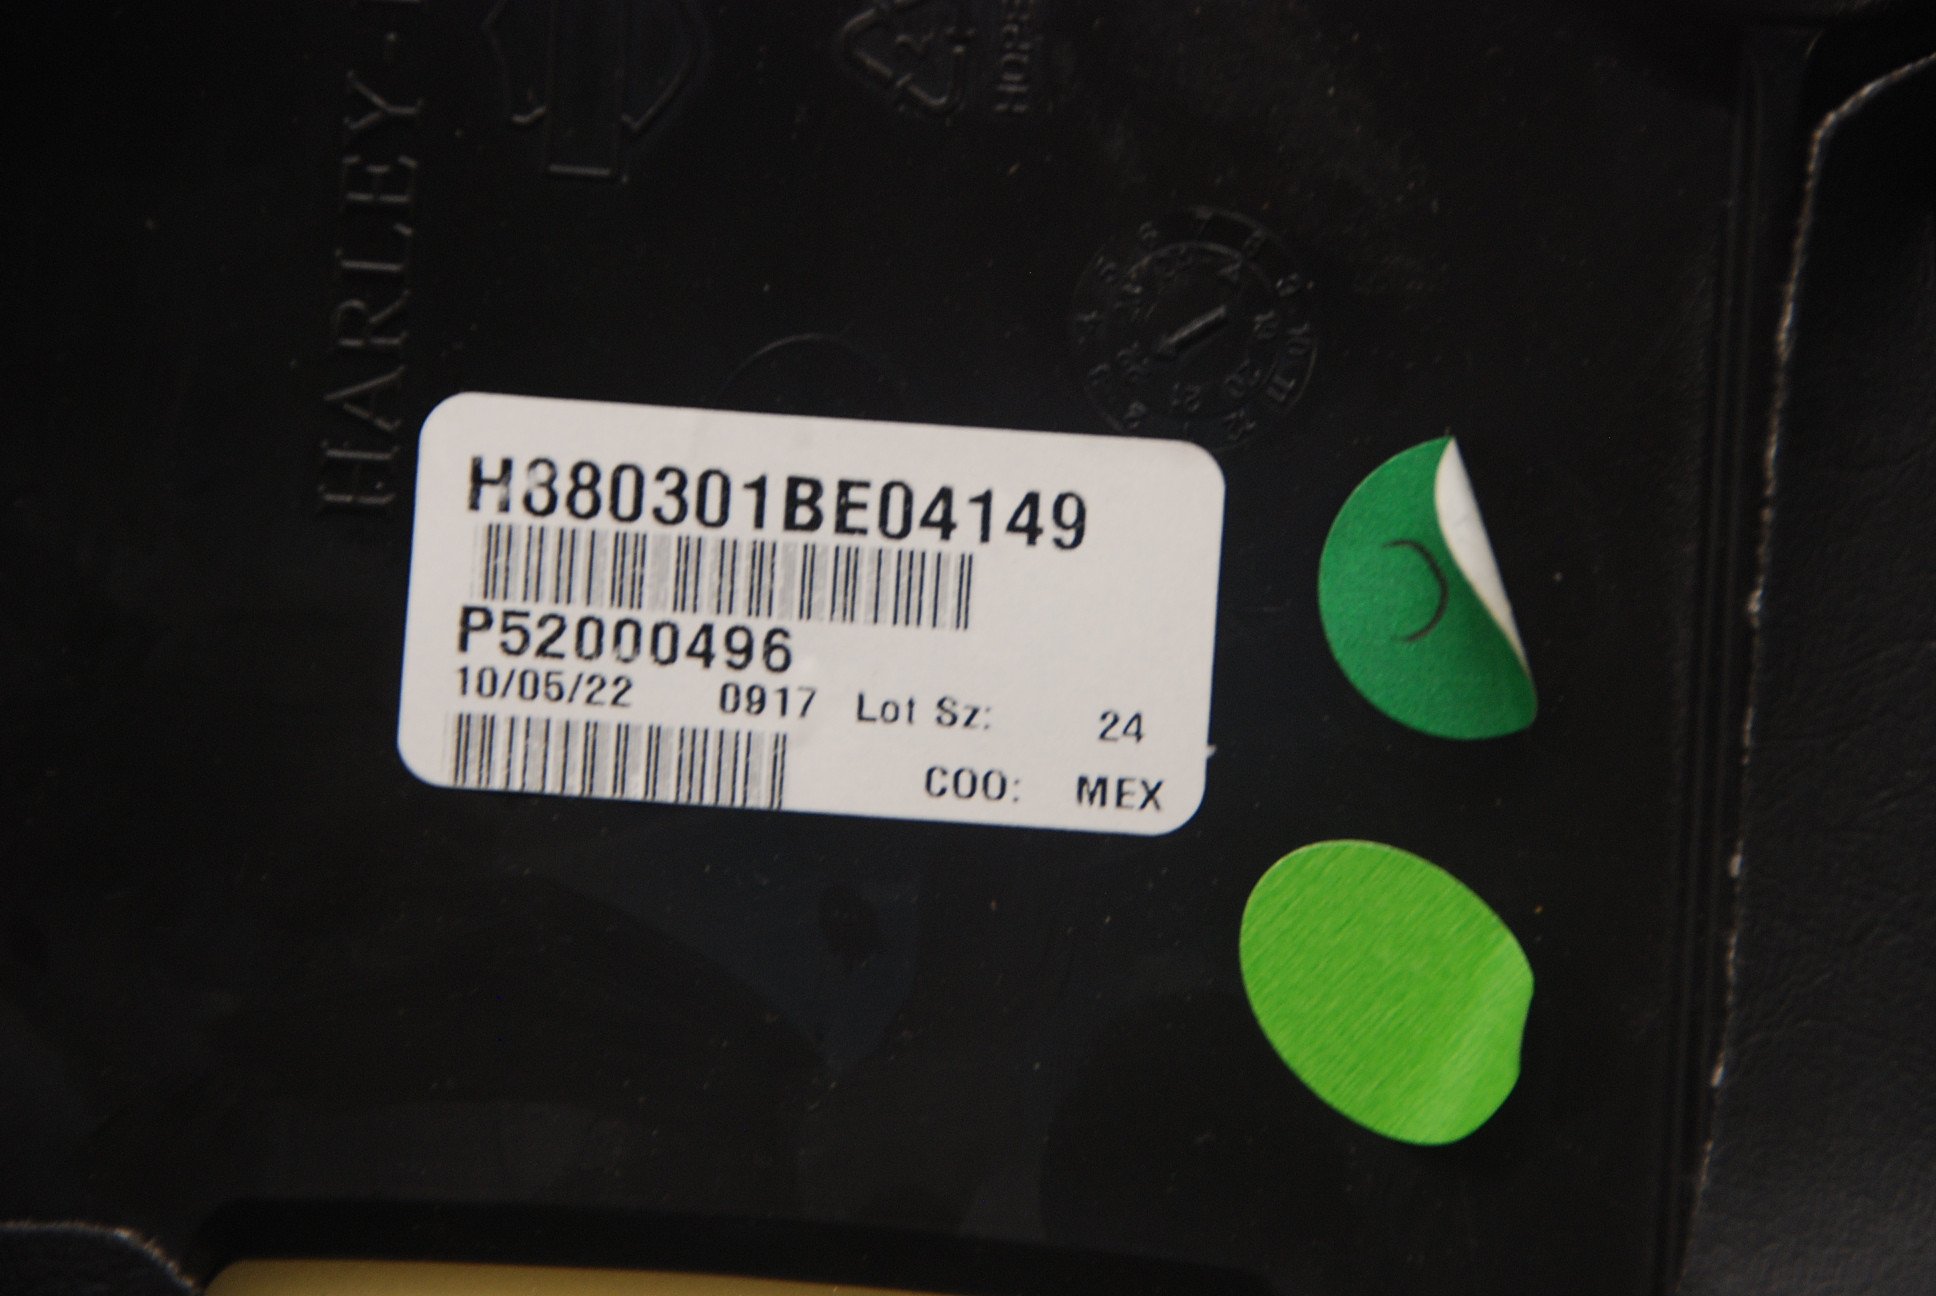 HARLEY-
H380301BE04149
P52000496
10/05/22 0917 Lot Sz: 24
COO: MEX